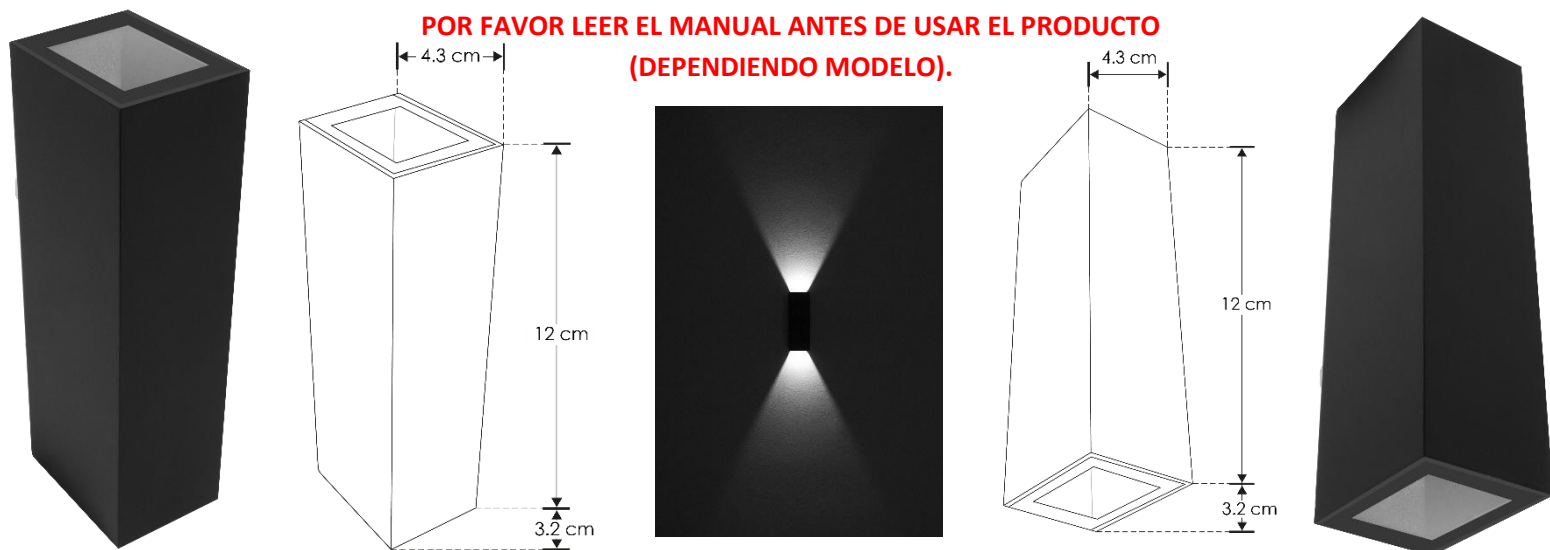 POR FAVOR LEER EL MANUAL ANTES DE USAR EL PRODUCTO
(DEPENDIENDO MODELO).
4.3 cm
12 cm
3.2 cm
4.3 cm
12 cm
3.2 cm